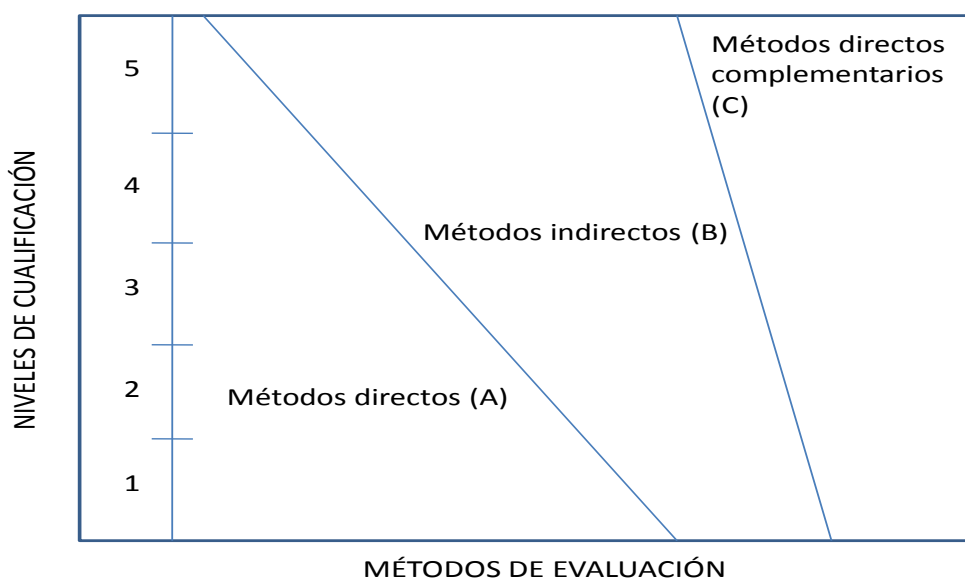 NIVELES DE CUALIFICACIÓN
5
4
3
2
1
Métodos directos
complementarios
(C)
Métodos indirectos (B)
Métodos directos (A)
MÉTODOS DE EVALUACIÓN